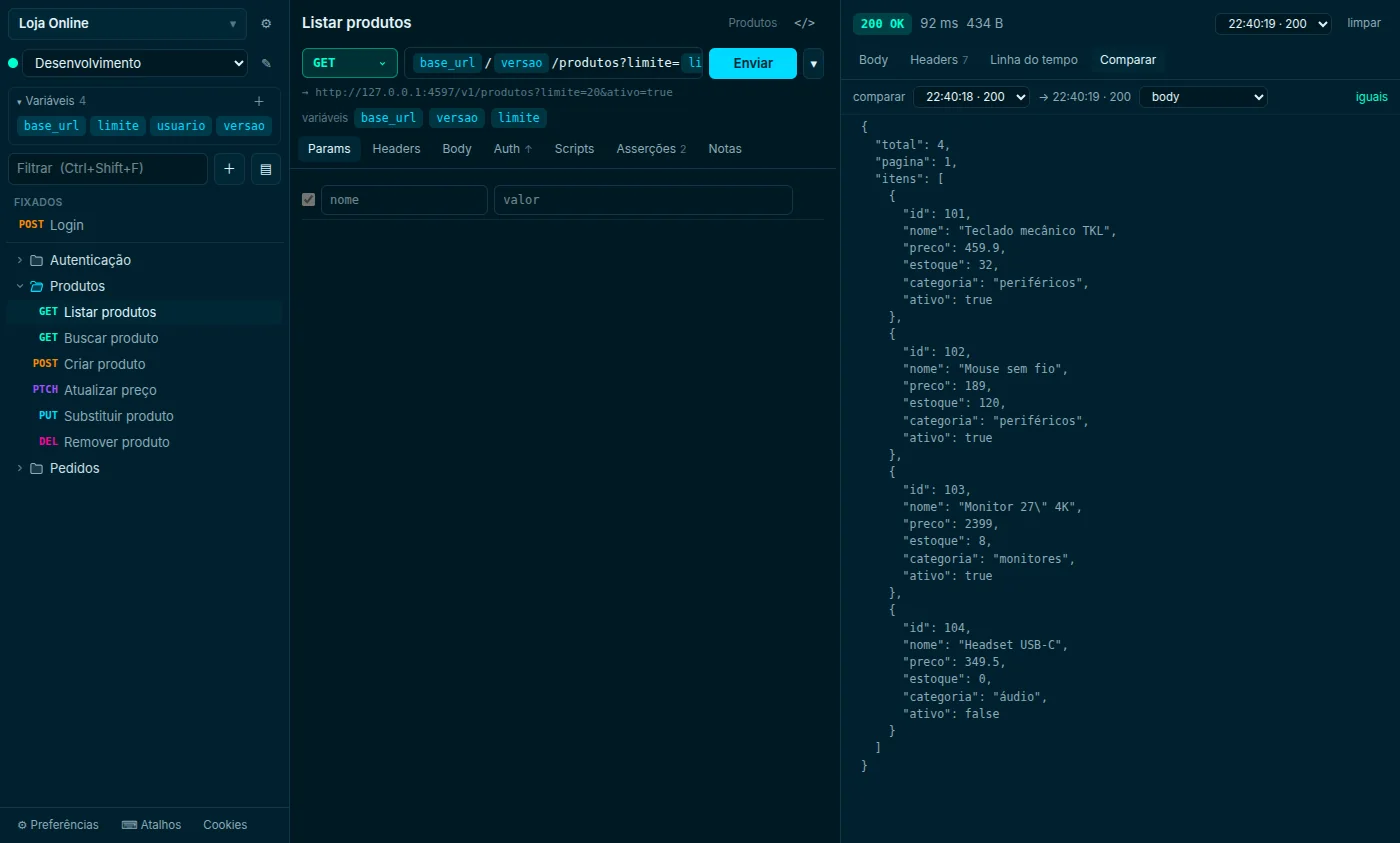 Loja Online
Desenvolvimento
Variáveis 4
base_url limite usuario versao
Filtrar (Ctrl+Shift+F)
FIXADOS
POST Login
Autenticação
Produtos
GET Listar produtos
GET Buscar produto
POST Criar produto
PTCH Atualizar preço
PUT Substituir produto
DEL Remover produto
Pedidos
Preferências Atalhos Cookies
Listar produtos
Produtos </>
GET base_url/versao/produtos?limite=li Enviar
→ http://127.0.0.1:4597/v1/produtos?limite=20&ativo=true
variáveis base_url versao limite
Params Headers Body Auth ↑ Scripts Asserções 2 Notas
nome valor
200 OK 92 ms 434 B 22:40:19 · 200 limpar
Body Headers 7 Linha do tempo Comparar
comparar 22:40:18 · 200 → 22:40:19 · 200 body iguais
{
"total": 4,
"pagina": 1,
"itens": [
{
"id": 101,
"nome": "Teclado mecânico TKL",
"preco": 459.9,
"estoque": 32,
"categoria": "periféricos",
"ativo": true
},
{
"id": 102,
"nome": "Mouse sem fio",
"preco": 189,
"estoque": 120,
"categoria": "periféricos",
"ativo": true
},
{
"id": 103,
"nome": "Monitor 27\" 4K",
"preco": 2399,
"estoque": 8,
"categoria": "monitores",
"ativo": true
},
{
"id": 104,
"nome": "Headset USB-C",
"preco": 349.5,
"estoque": 0,
"categoria": "áudio",
"ativo": false
}
]
}